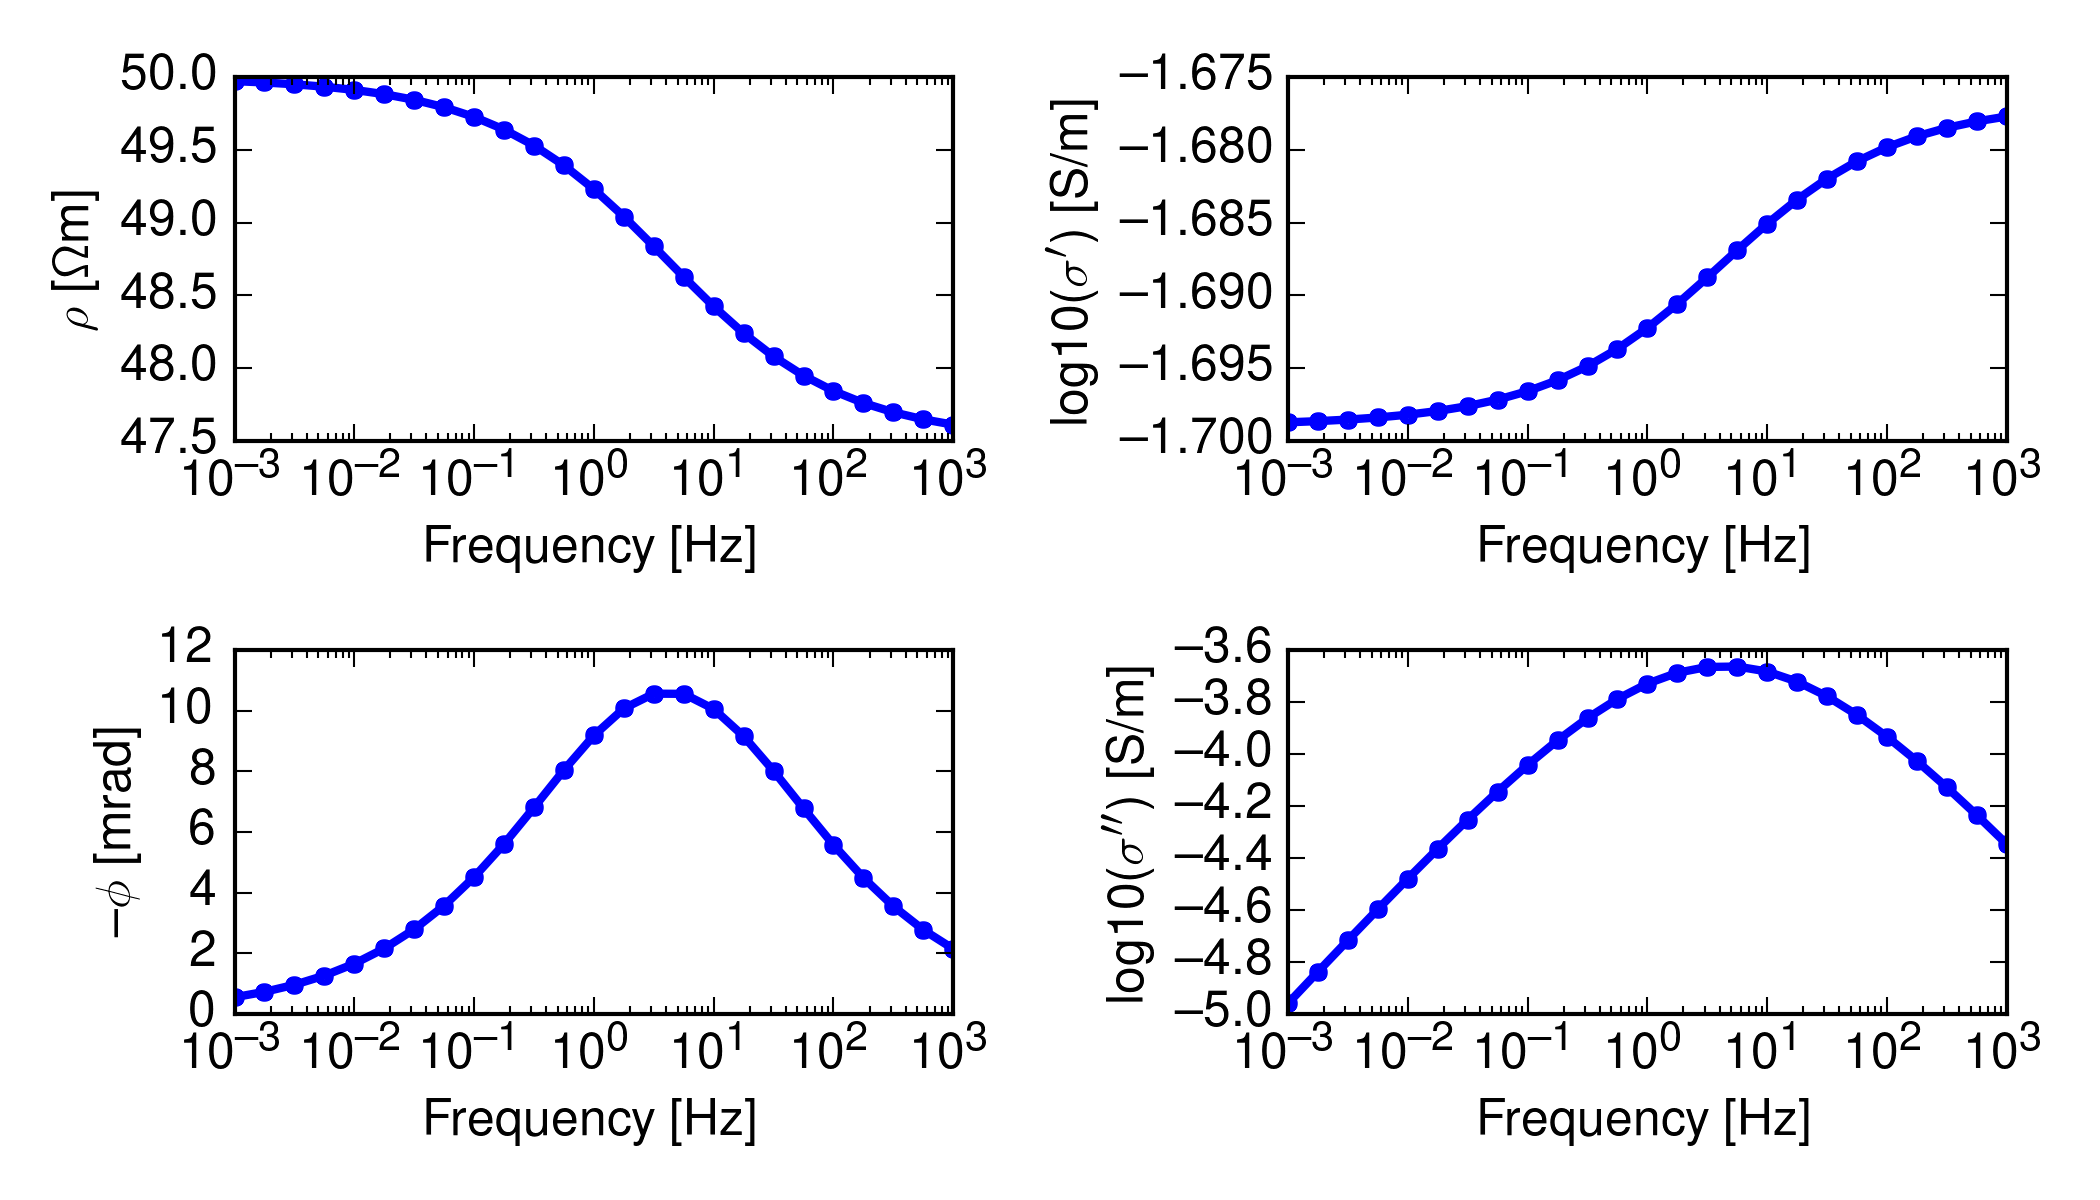 50.0
49.5
49.0
48.5
48.0
47.5
ρ [Ωm]
10⁻³ 10⁻² 10⁻¹ 10⁰ 10¹ 10² 10³
Frequency [Hz]
−1.675
−1.680
−1.685
−1.690
−1.695
−1.700
log10(σ′) [S/m]
10⁻³ 10⁻² 10⁻¹ 10⁰ 10¹ 10² 10³
Frequency [Hz]
12
10
8
6
4
2
0
−ϕ [mrad]
10⁻³ 10⁻² 10⁻¹ 10⁰ 10¹ 10² 10³
Frequency [Hz]
−3.6
−3.8
−4.0
−4.2
−4.4
−4.6
−4.8
−5.0
log10(σ′′) [S/m]
10⁻³ 10⁻² 10⁻¹ 10⁰ 10¹ 10² 10³
Frequency [Hz]